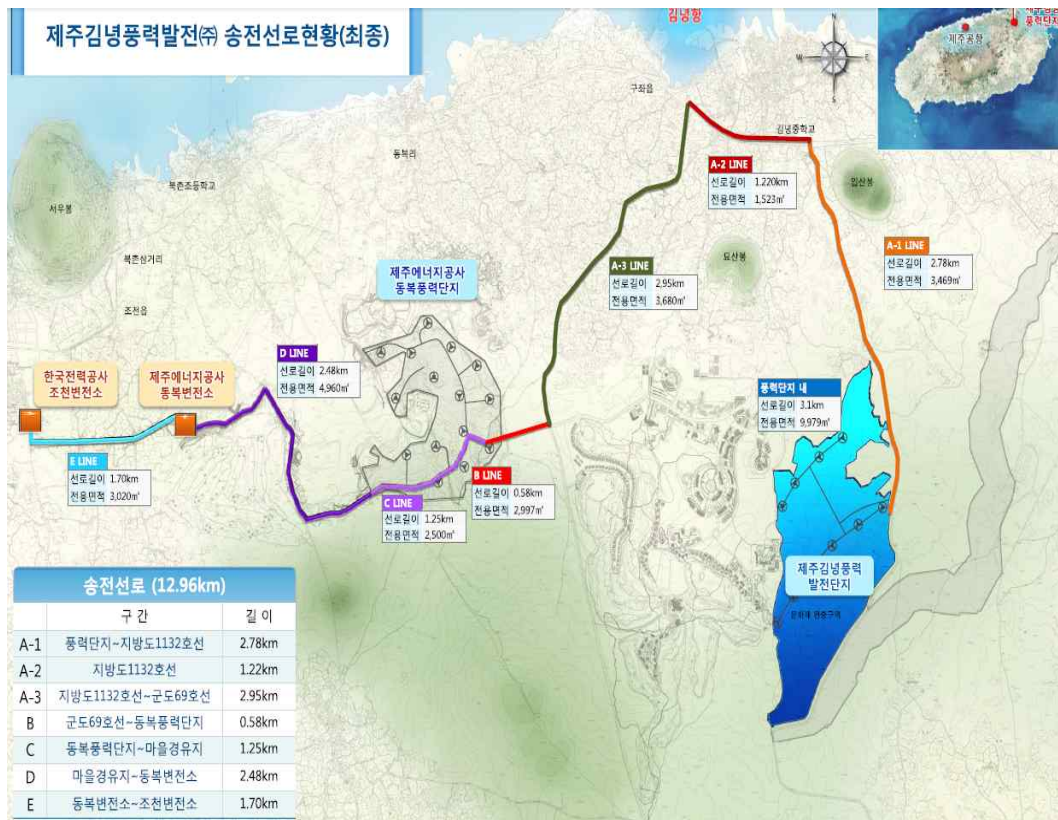 제주김녕풍력발전㈜ 송전선로현황(최종)
김녕항
N
W
E
S
제주공항
풍력단지
구좌읍
김녕중학교
동복리
북촌초등학교
서우봉
입산봉
A-2 LINE
선로길이 1.220km
전용면적 1,523㎡
북촌삼거리
묘산봉
A-1 LINE
선로길이 2.78km
전용면적 3,469㎡
제주에너지공사
동복풍력단지
A-3 LINE
선로길이 2.95km
전용면적 3,680㎡
조천읍
D LINE
선로길이 2.48km
전용면적 4,960㎡
한국전력공사
조천변전소
제주에너지공사
동복변전소
풍력단지 내
선로길이 3.1km
전용면적 9,979㎡
E LINE
선로길이 1.70km
전용면적 3,020㎡
B LINE
선로길이 0.58km
전용면적 2,997㎡
C LINE
선로길이 1.25km
전용면적 2,500㎡
제주김녕풍력
발전단지
송전선로 (12.96km)
구 간 길 이
A-1 풍력단지~지방도1132호선 2.78km
A-2 지방도1132호선 1.22km
A-3 지방도1132호선~군도69호선 2.95km
B 군도69호선~동복풍력단지 0.58km
C 동복풍력단지~마을경유지 1.25km
D 마을경유지~동복변전소 2.48km
E 동복변전소~조천변전소 1.70km